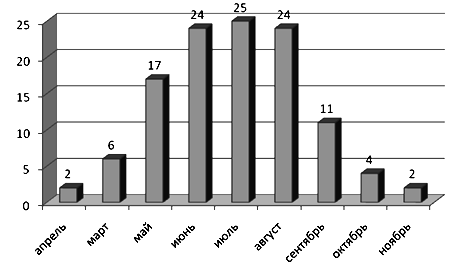 25
20
15
10
5
0
2
6
17
24
25
24
11
4
2
апрель
март
май
июнь
июль
август
сентябрь
октябрь
ноябрь